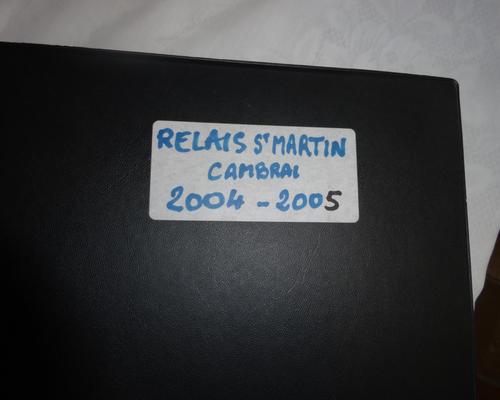 RELAIS St MARTIN
CAMBRAI
2004 - 2005